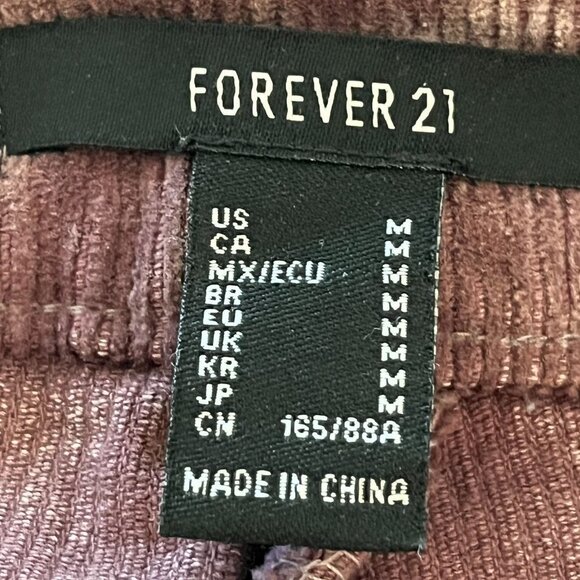 FOREVER 21
US M
CA M
MX/ECU M
BR M
EU M
UK M
KR M
JP M
CN 165/88A
MADE IN CHINA